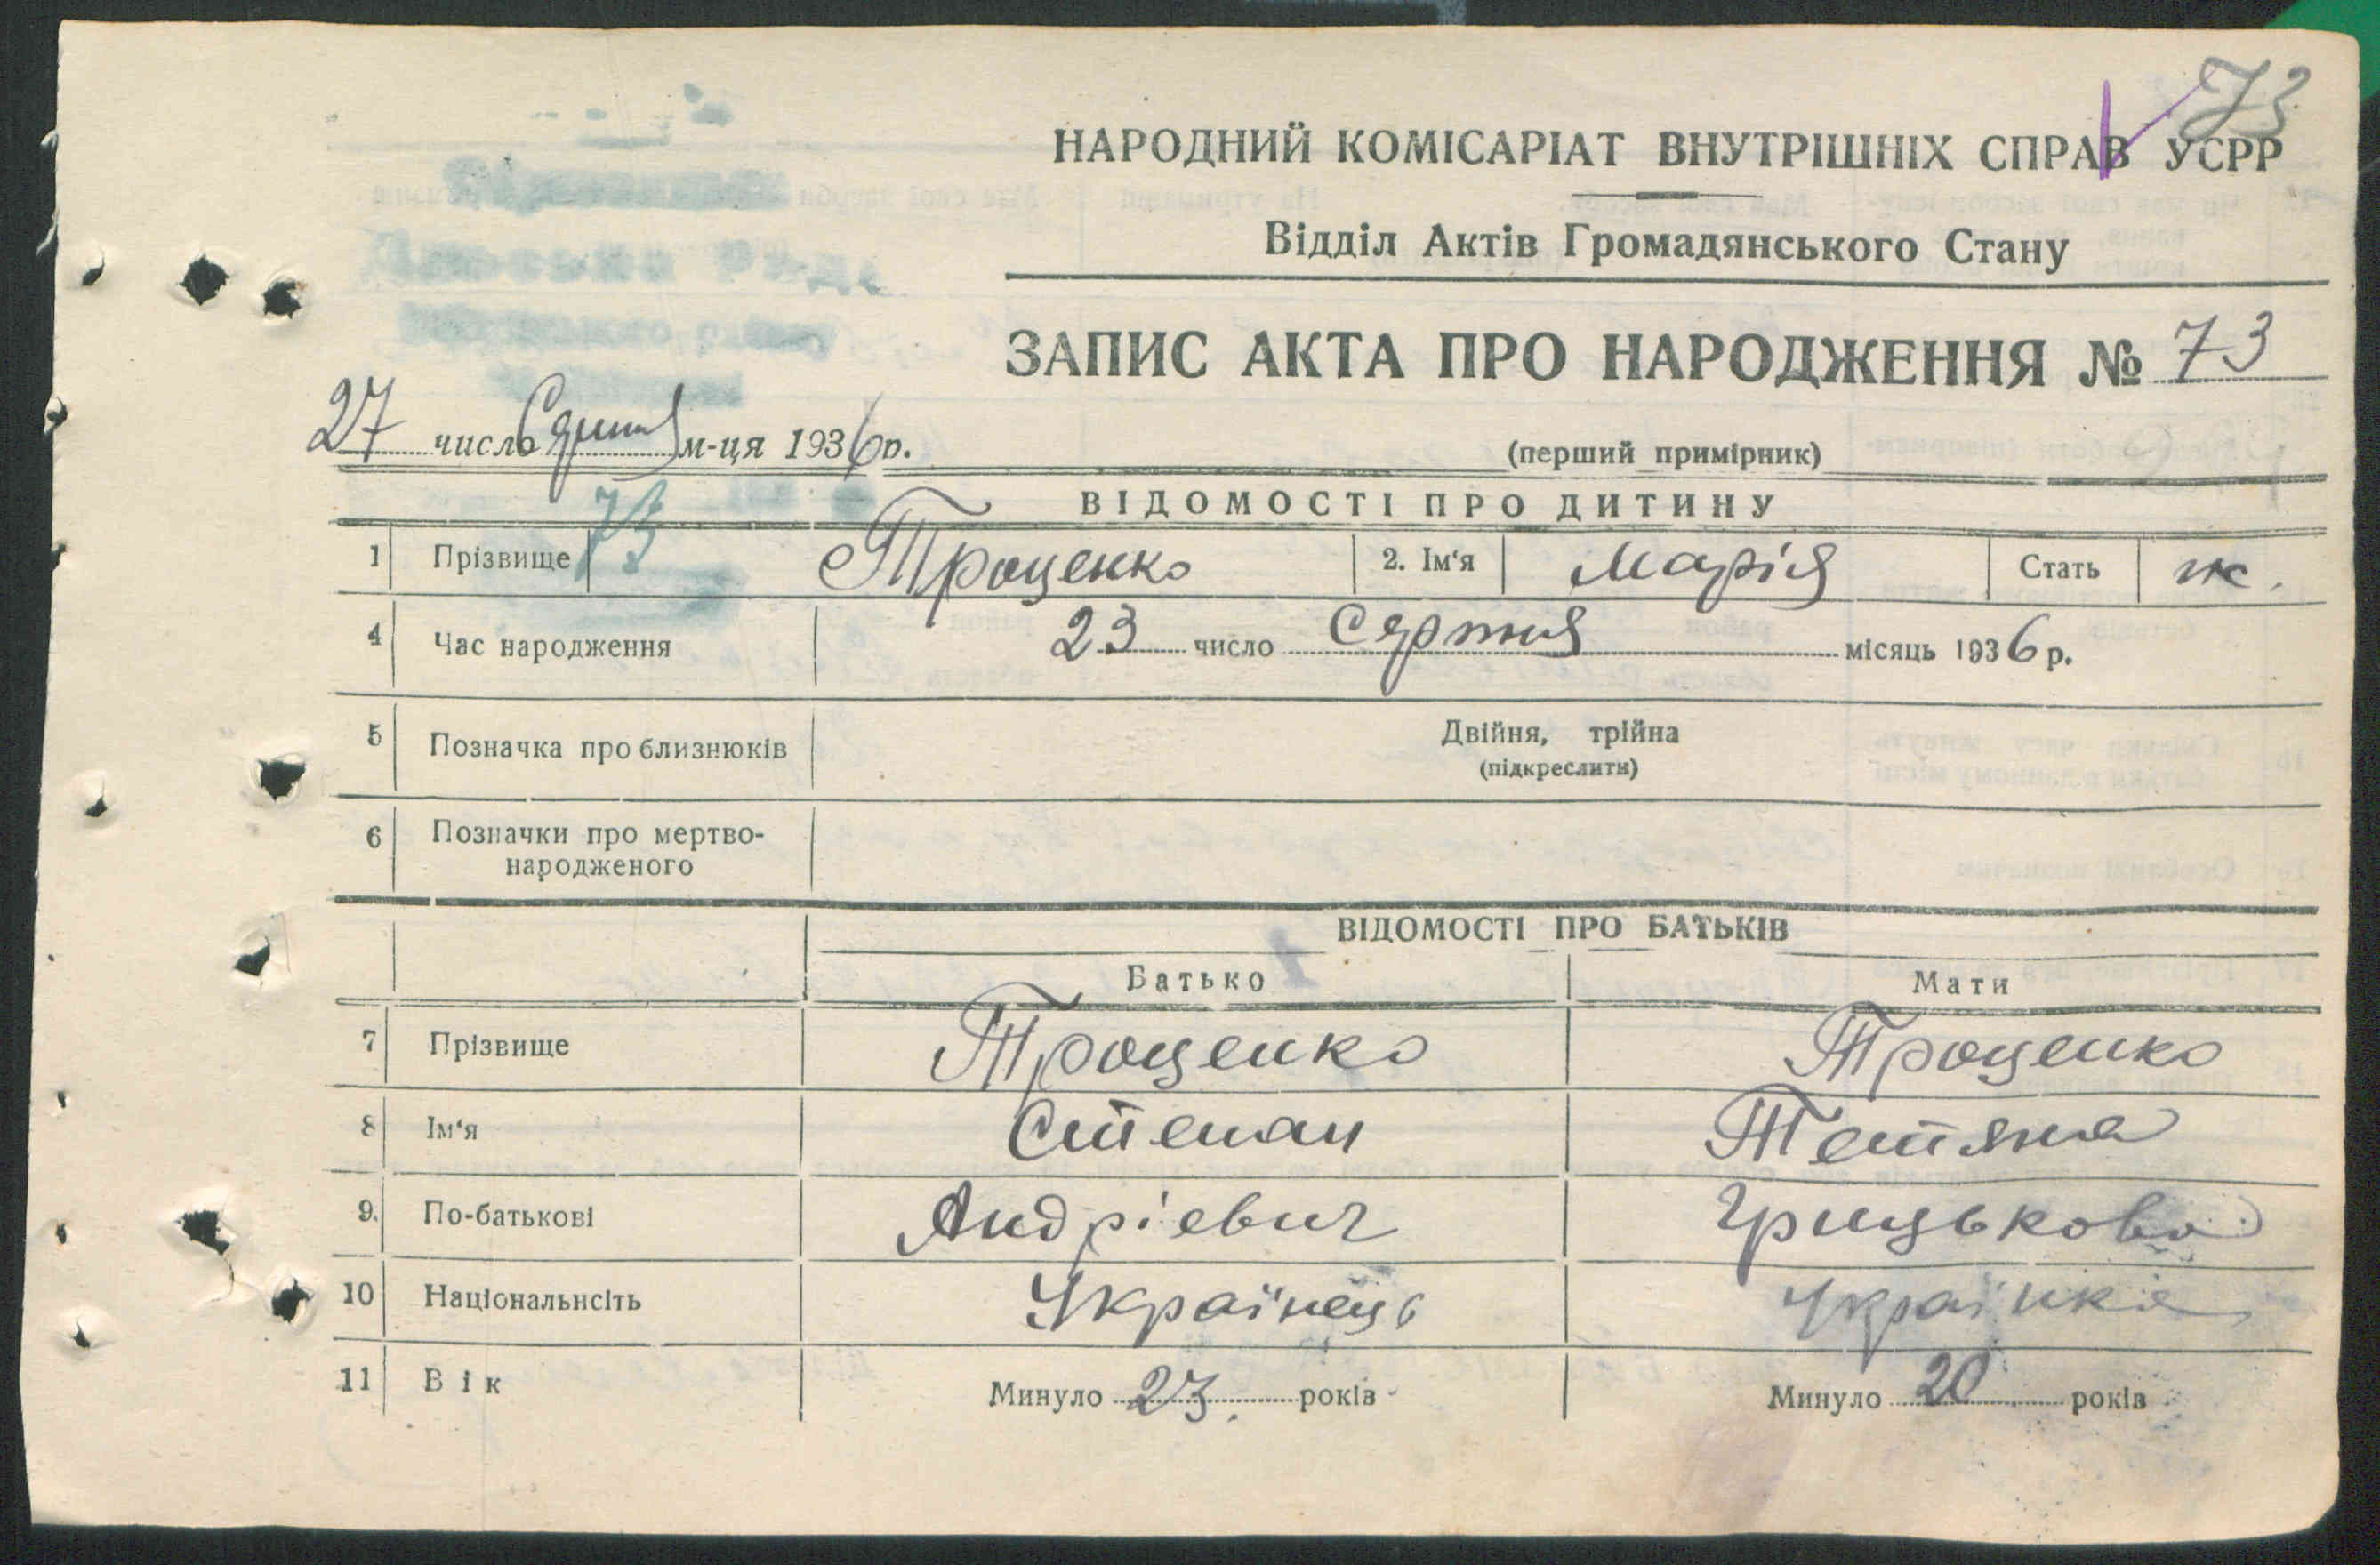 73
НАРОДНИЙ КОМІСАРІАТ ВНУТРІШНІХ СПРАВ УСРР
Відділ Актів Громадянського Стану
ЗАПИС АКТА ПРО НАРОДЖЕННЯ № 73
27 число Серпня м-ця 1936 р.
(перший примірник)
ВІДОМОСТІ ПРО ДИТИНУ
73
1 Прізвище Троценко 2. Ім'я Марія Стать ж.
4 Час народження 23 число Серпня місяць 1936 р.
5 Позначка про близнюків Двійня, трійна
(підкреслити)
6 Позначки про мертво-
народженого
ВІДОМОСТІ ПРО БАТЬКІВ
Батько Мати
7 Прізвище Троценко Троценко
8 Ім'я Степан Тетяна
9. По-батькові Андрієвич Грицькова
10 Національнсіть Українець Українка
11 Вік Минуло 23. років Минуло 20 років